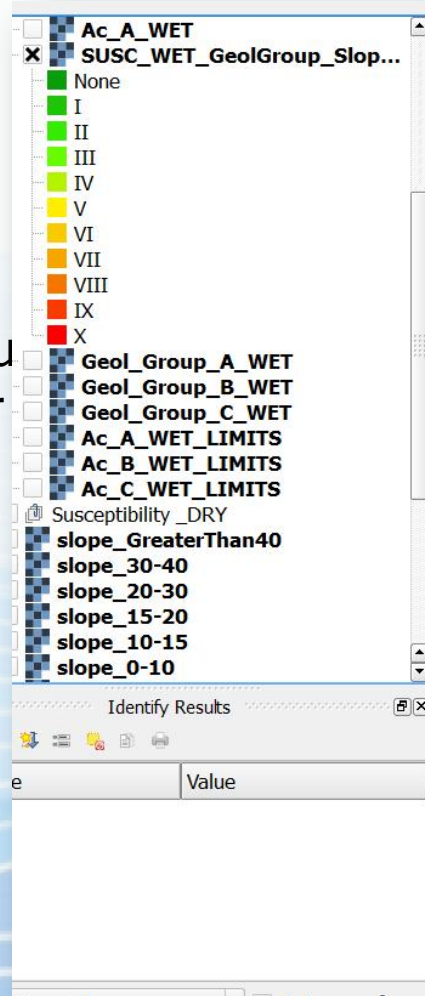 Ac_A_WET
SUSC_WET_GeolGroup_Slop...
None
I
II
III
IV
V
VI
VII
VIII
IX
X
Geol_Group_A_WET
Geol_Group_B_WET
Geol_Group_C_WET
Ac_A_WET_LIMITS
Ac_B_WET_LIMITS
Ac_C_WET_LIMITS
Susceptibility _DRY
slope_GreaterThan40
slope_30-40
slope_20-30
slope_15-20
slope_10-15
slope_0-10
Identify Results
e Value